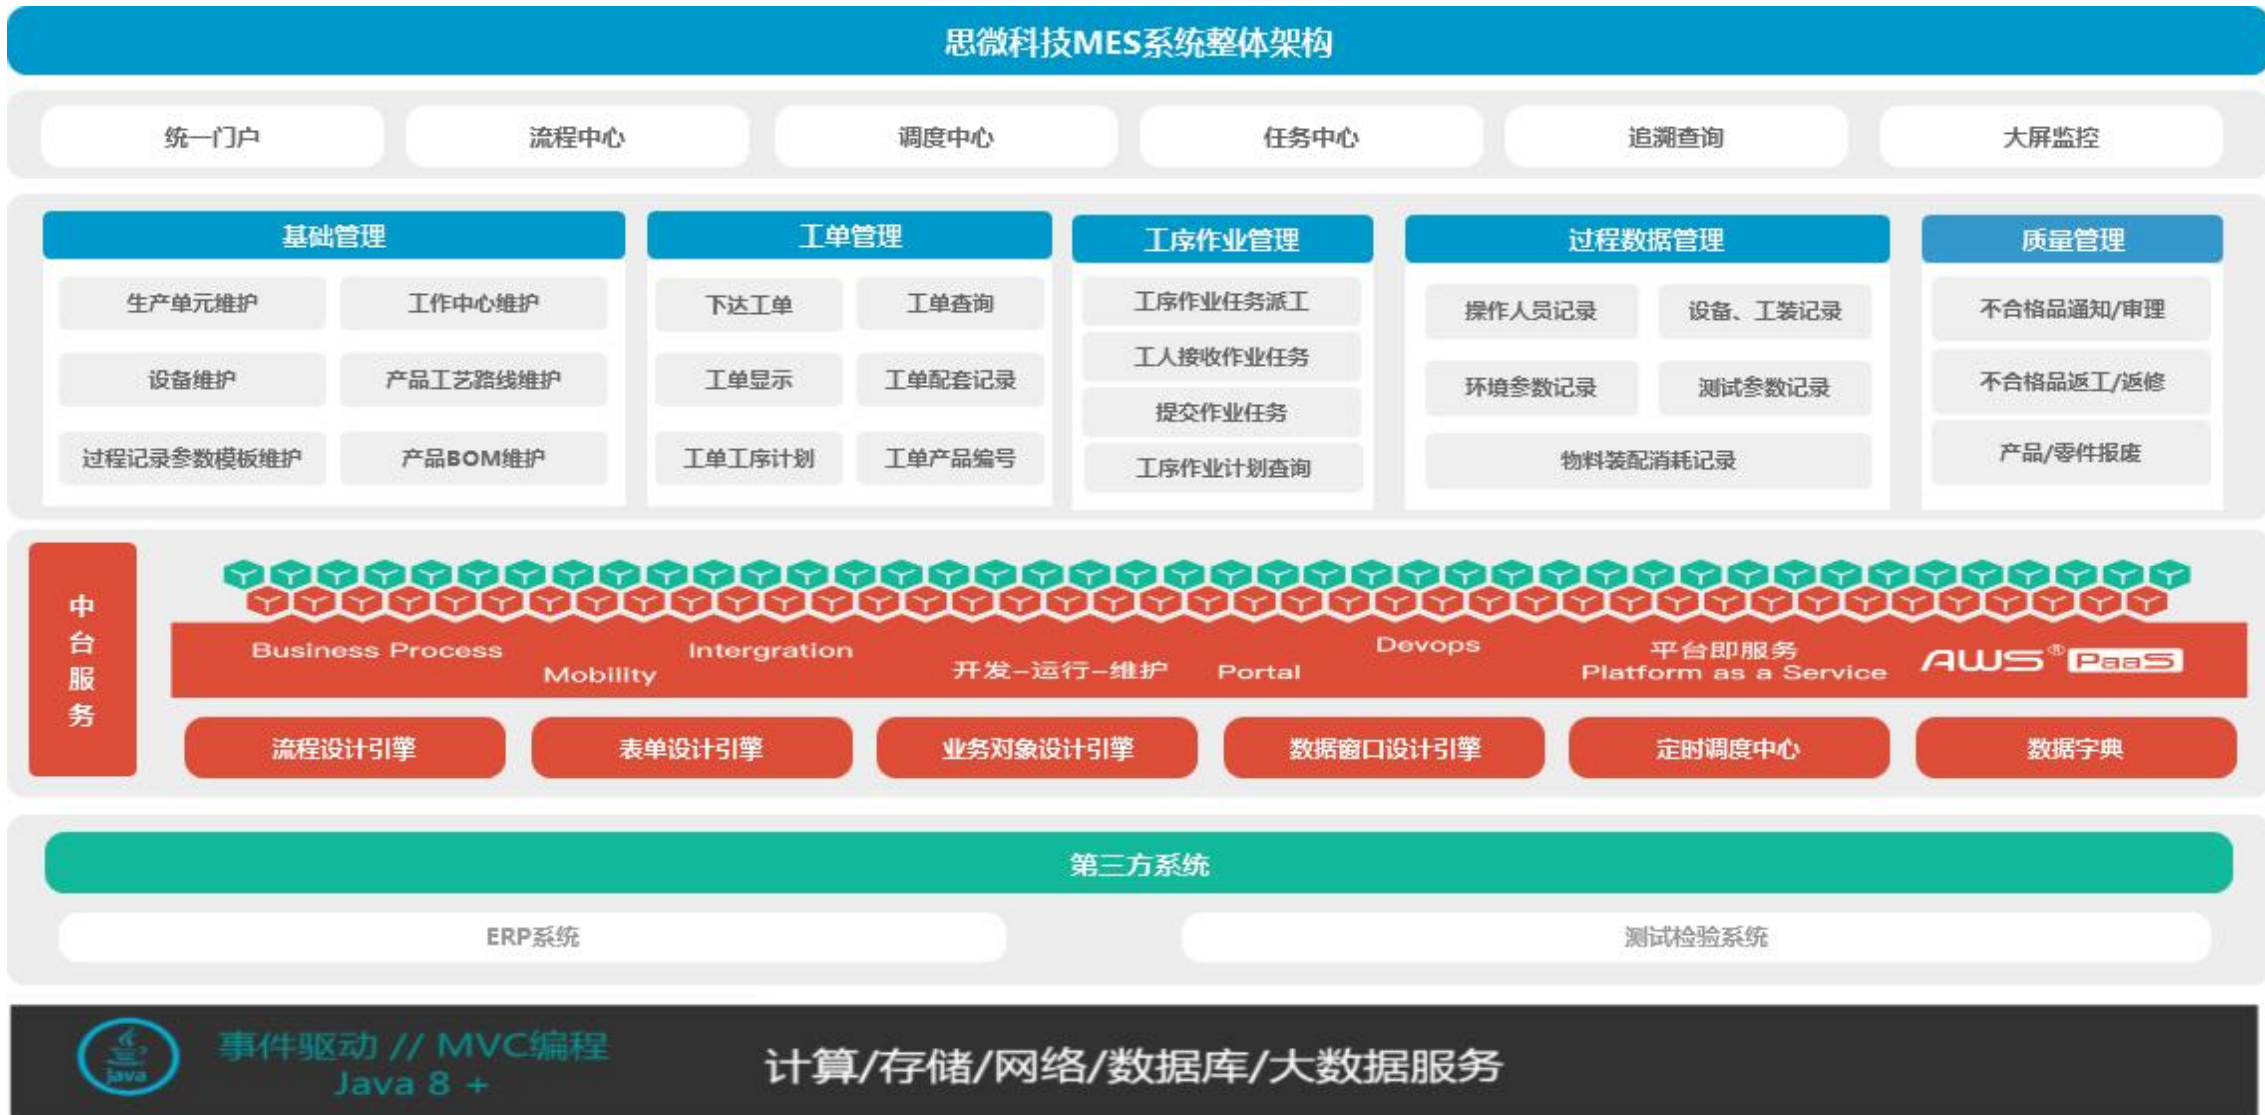 思微科技MES系统整体架构
统一门户
流程中心
调度中心
任务中心
追溯查询
大屏监控
基础管理
生产单元维护
工作中心维护
设备维护
产品工艺路线维护
过程记录参数模板维护
产品BOM维护
工单管理
下达工单
工单查询
工单显示
工单配套记录
工单工序计划
工单产品编号
工序作业管理
工序作业任务派工
工人接收作业任务
提交作业任务
工序作业计划查询
过程数据管理
操作人员记录
设备、工装记录
环境参数记录
测试参数记录
物料装配消耗记录
质量管理
不合格品通知/审理
不合格品返工/返修
产品/零件报废
中台服务
Business Process
Mobility
Intergration
开发-运行-维护
Portal
Devops
平台即服务
Platform as a Service
AWS® PaaS
流程设计引擎
表单设计引擎
业务对象设计引擎
数据窗口设计引擎
定时调度中心
数据字典
第三方系统
ERP系统
测试检验系统
java
事件驱动 // MVC编程
Java 8 +
计算/存储/网络/数据库/大数据服务